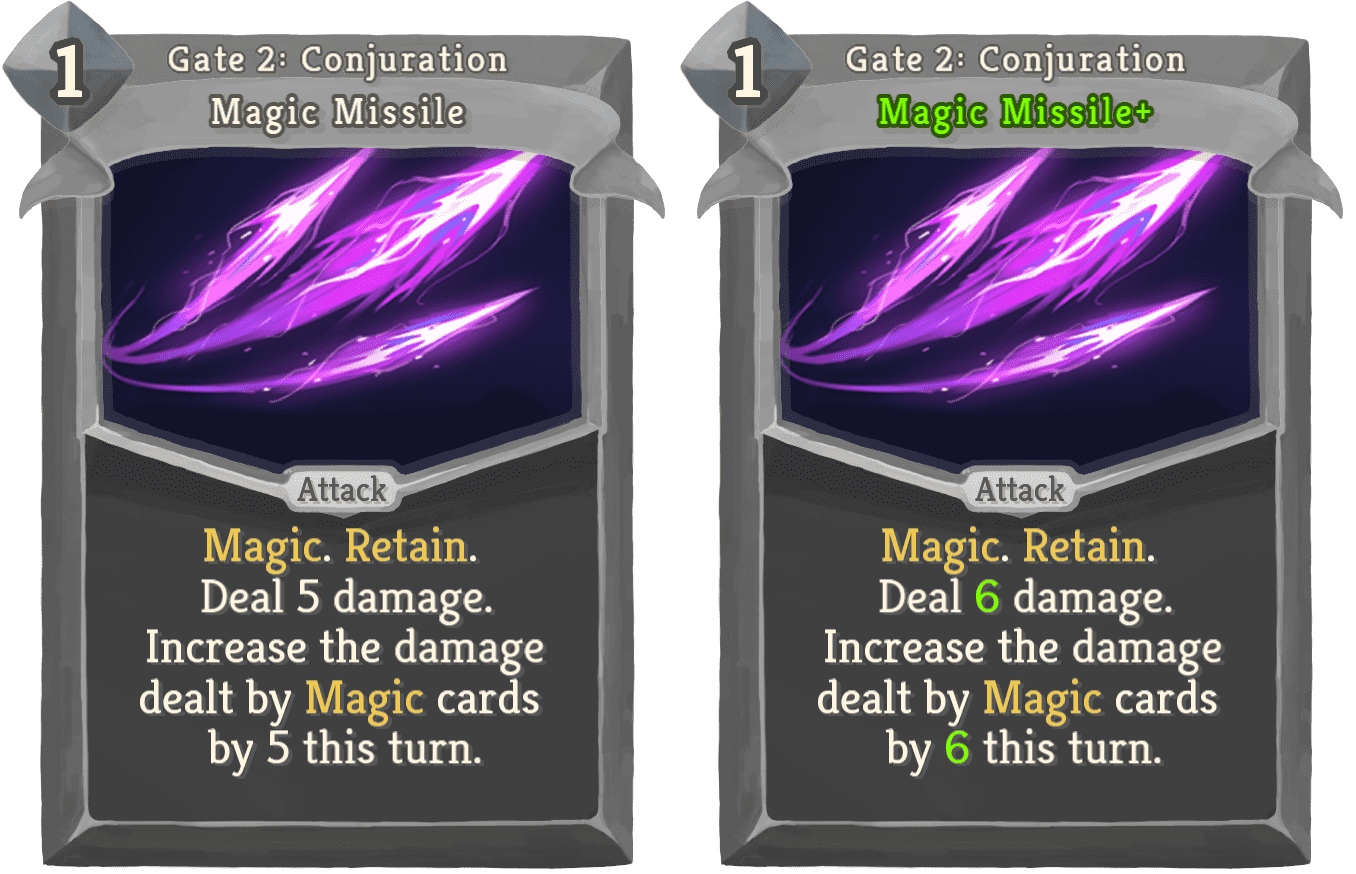 1
Gate 2: Conjuration
Magic Missile
Attack
Magic. Retain.
Deal 5 damage.
Increase the damage
dealt by Magic cards
by 5 this turn.
1
Gate 2: Conjuration
Magic Missile+
Attack
Magic. Retain.
Deal 6 damage.
Increase the damage
dealt by Magic cards
by 6 this turn.